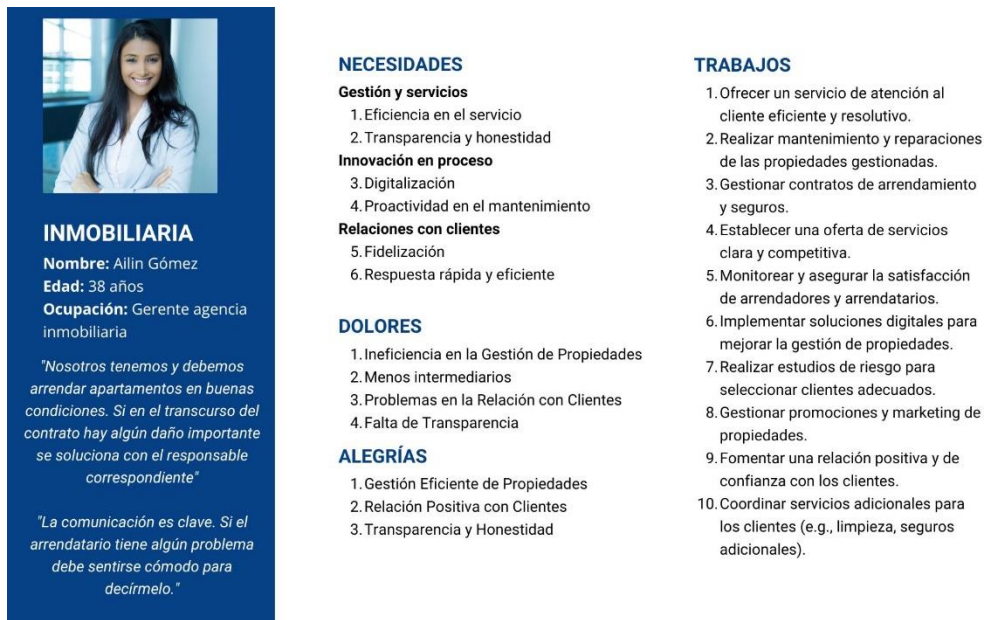 INMOBILIARIA
Nombre: Ailin Gómez
Edad: 38 años
Ocupación: Gerente agencia
inmobiliaria
"Nosotros tenemos y debemos
arrendar apartamentos en buenas
condiciones. Si en el transcurso del
contrato hay algún daño importante
se soluciona con el responsable
correspondiente"
"La comunicación es clave. Si el
arrendatario tiene algún problema
debe sentirse cómodo para
decírmelo."
NECESIDADES
Gestión y servicios
1. Eficiencia en el servicio
2. Transparencia y honestidad
Innovación en proceso
3. Digitalización
4. Proactividad en el mantenimiento
Relaciones con clientes
5. Fidelización
6. Respuesta rápida y eficiente
DOLORES
1. Ineficiencia en la Gestión de Propiedades
2. Menos intermediarios
3. Problemas en la Relación con Clientes
4. Falta de Transparencia
ALEGRÍAS
1. Gestión Eficiente de Propiedades
2. Relación Positiva con Clientes
3. Transparencia y Honestidad
TRABAJOS
1. Ofrecer un servicio de atención al
cliente eficiente y resolutivo.
2. Realizar mantenimiento y reparaciones
de las propiedades gestionadas.
3. Gestionar contratos de arrendamiento
y seguros.
4. Establecer una oferta de servicios
clara y competitiva.
5. Monitorear y asegurar la satisfacción
de arrendadores y arrendatarios.
6. Implementar soluciones digitales para
mejorar la gestión de propiedades.
7. Realizar estudios de riesgo para
seleccionar clientes adecuados.
8. Gestionar promociones y marketing de
propiedades.
9. Fomentar una relación positiva y de
confianza con los clientes.
10. Coordinar servicios adicionales para
los clientes (e.g., limpieza, seguros
adicionales).